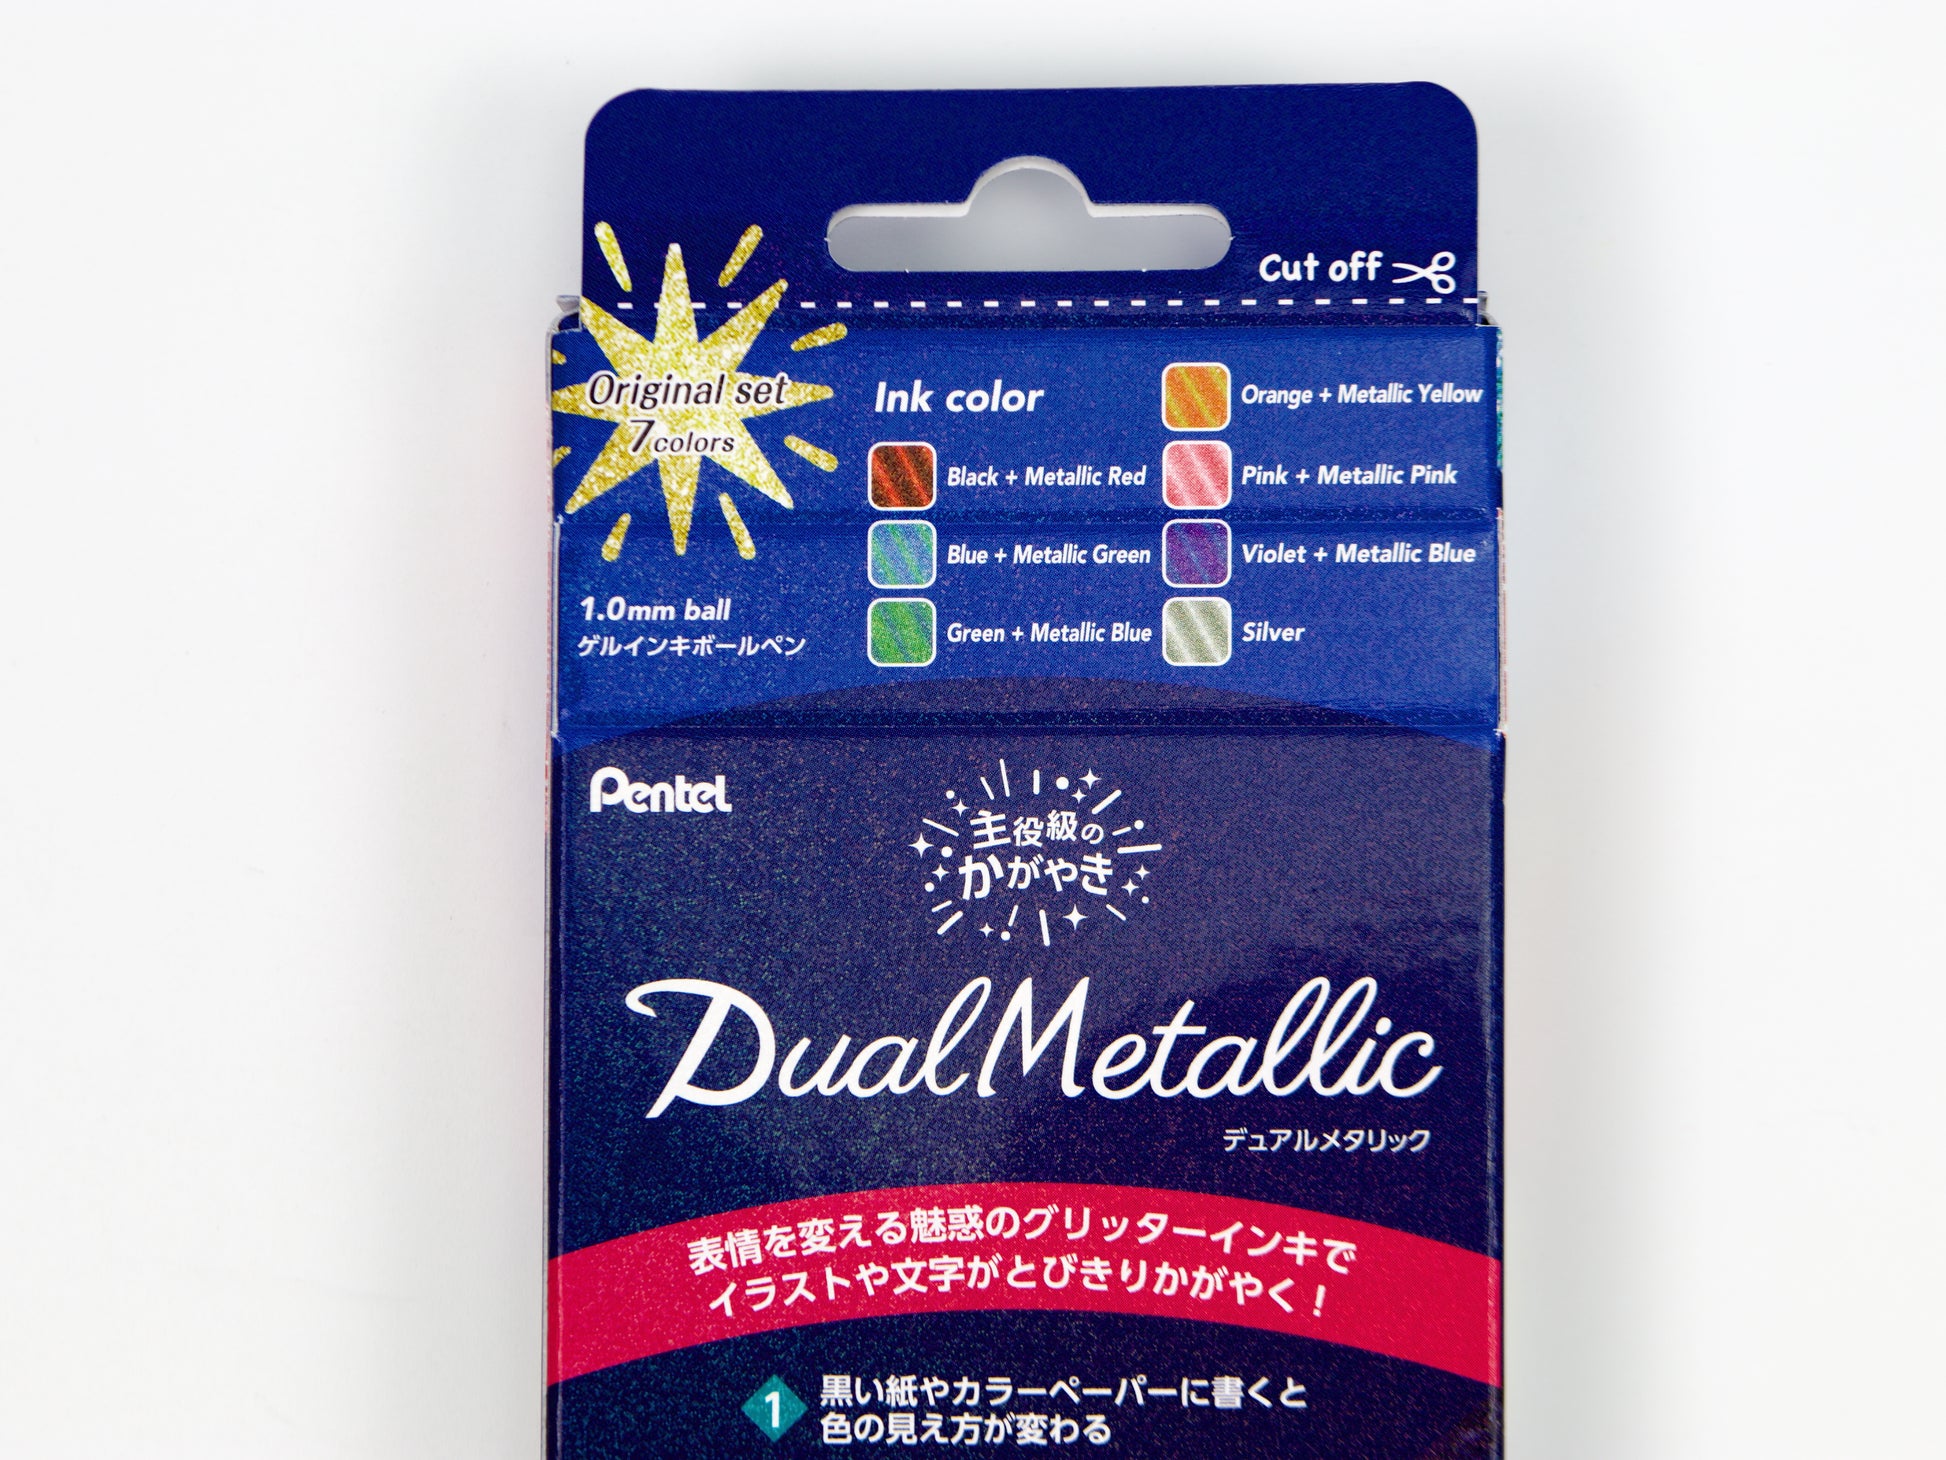 Cut off
Original set
7colors
1.0mm ball
ゲルインキボールペン
Ink color
Black + Metallic Red
Blue + Metallic Green
Green + Metallic Blue
Orange + Metallic Yellow
Pink + Metallic Pink
Violet + Metallic Blue
Silver
Pentel
主役級の
かがやき
DualMetallic
デュアルメタリック
表情を変える魅惑のグリッターインキで
イラストや文字がとびきりかがやく！
1 黒い紙やカラーペーパーに書くと
色の見え方が変わる